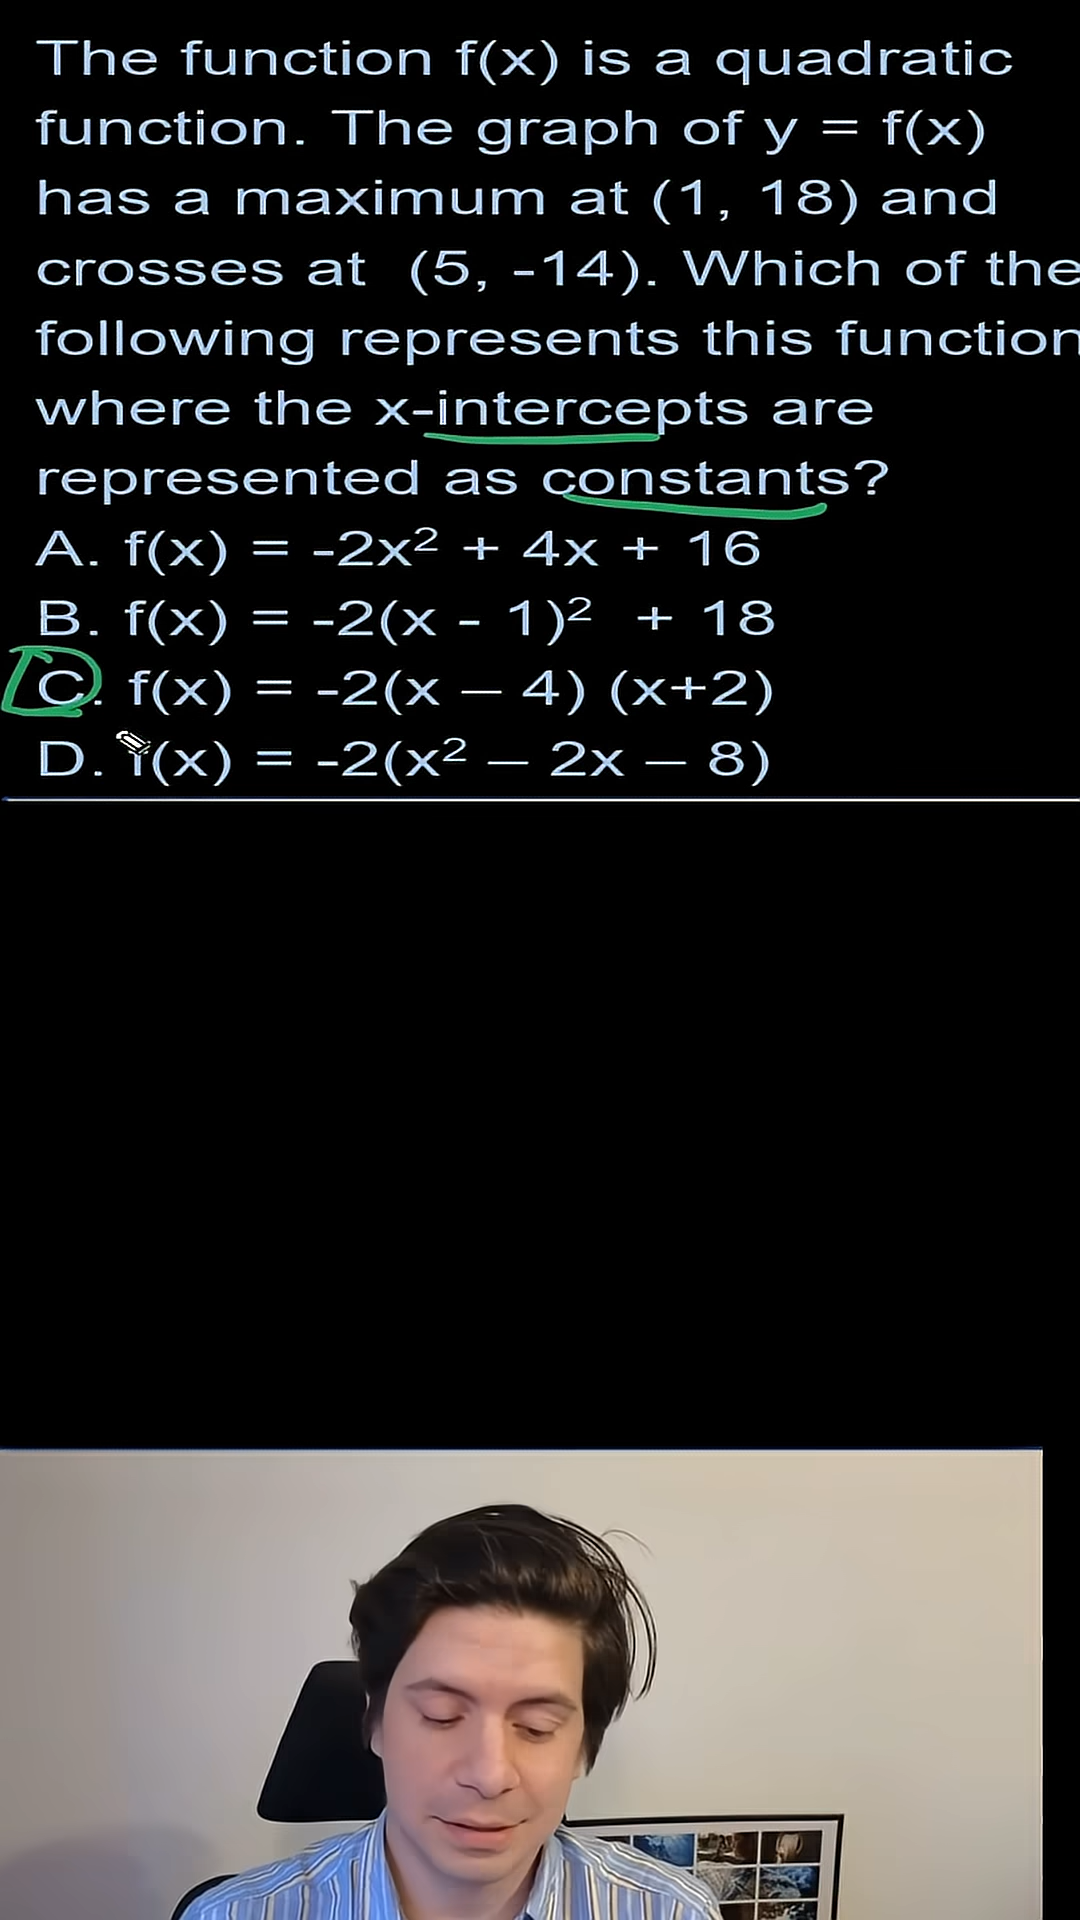 The function f(x) is a quadratic
function. The graph of y = f(x)
has a maximum at (1, 18) and
crosses at (5, -14). Which of the
following represents this function
where the x-intercepts are
represented as constants?
A. f(x) = -2x² + 4x + 16
B. f(x) = -2(x - 1)² + 18
C. f(x) = -2(x – 4) (x+2)
D. f(x) = -2(x² – 2x – 8)